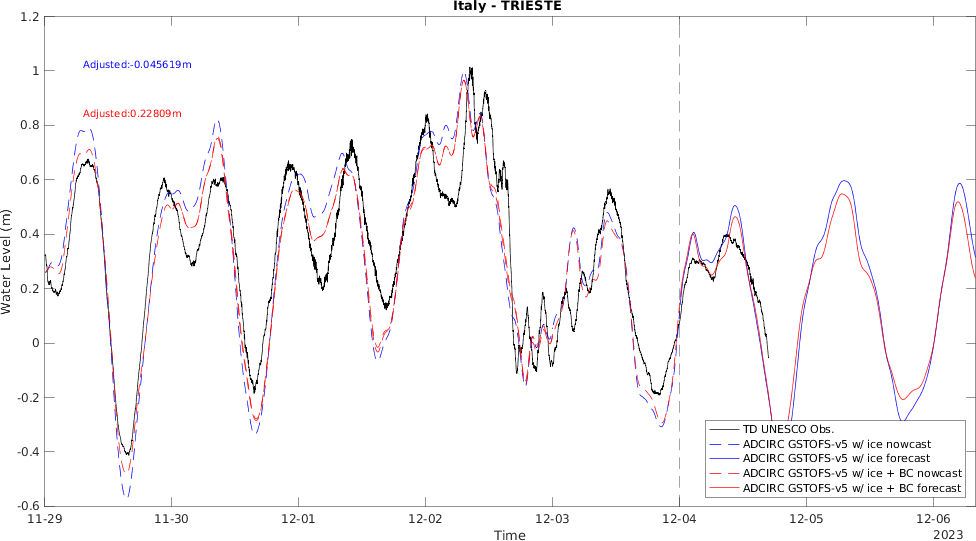 Italy - TRIESTE
1.2
1
0.8
0.6
0.4
0.2
0
-0.2
-0.4
-0.6
Water Level (m)
Adjusted:-0.045619m
Adjusted:0.22809m
TD UNESCO Obs.
ADCIRC GSTOFS-v5 w/ ice nowcast
ADCIRC GSTOFS-v5 w/ ice forecast
ADCIRC GSTOFS-v5 w/ ice + BC nowcast
ADCIRC GSTOFS-v5 w/ ice + BC forecast
11-29 11-30 12-01 12-02 12-03 12-04 12-05 12-06
Time
2023